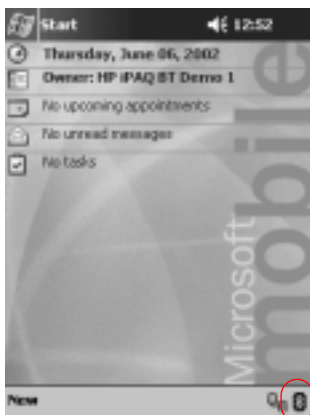 Start 12:52
Thursday, June 06, 2002
Owner: HP iPAQ BT Demo 1
No upcoming appointments
No unread messages
No tasks
Microsoft
mobile
New